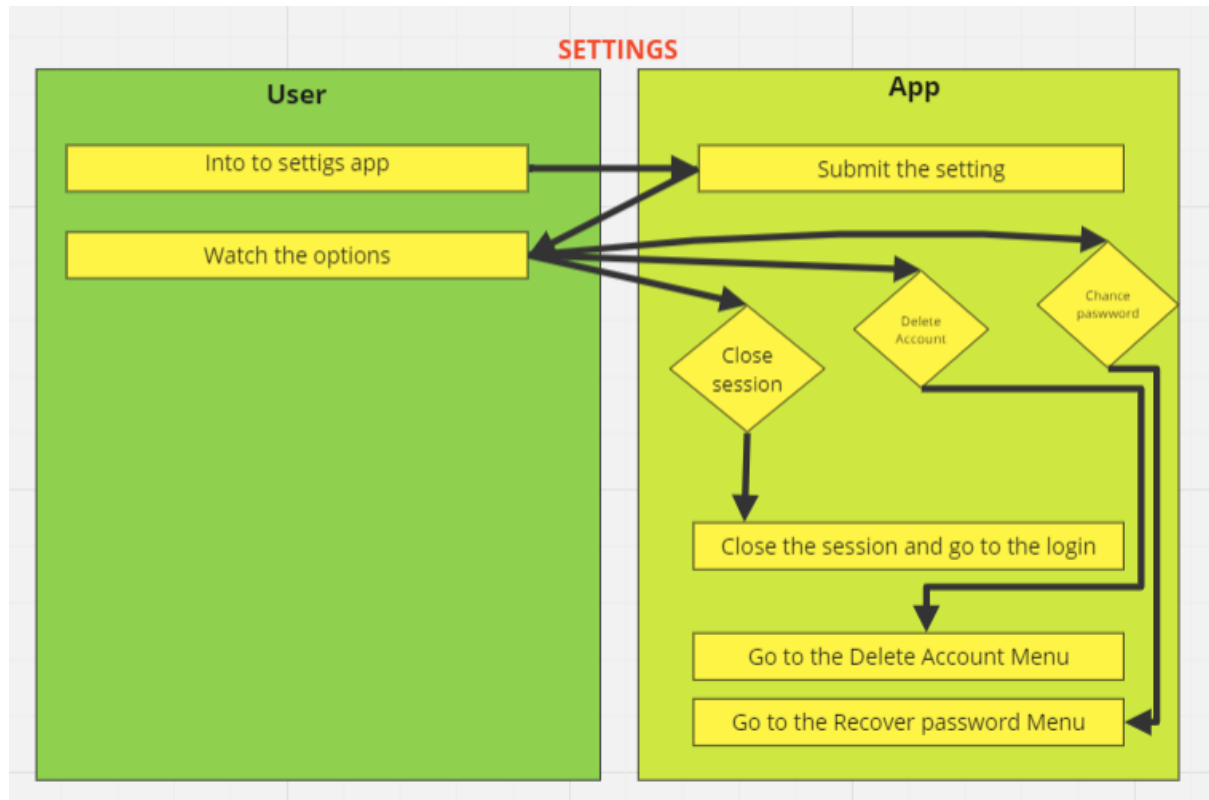 SETTINGS
User
App
Into to settigs app
Submit the setting
Watch the options
Chance
paswword
Delete
Account
Close
session
Close the session and go to the login
Go to the Delete Account Menu
Go to the Recover password Menu